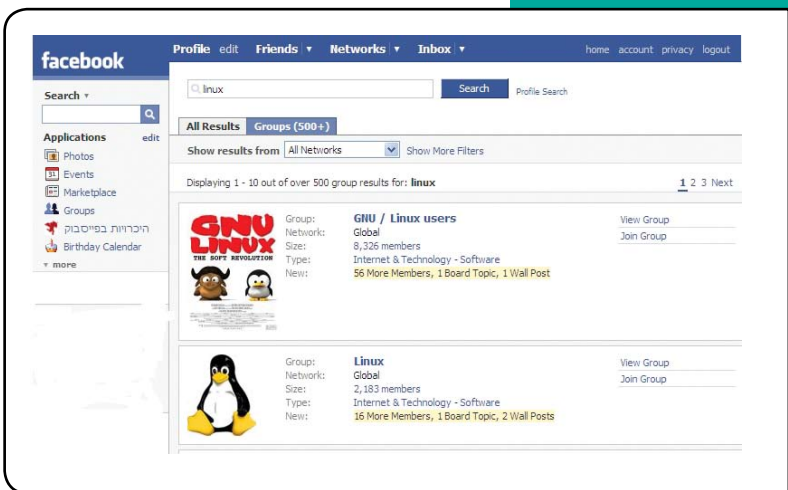 facebook
Profile edit Friends ▾ Networks ▾ Inbox ▾ home account privacy logout
Search ▾
Applications edit
Photos
Events
Marketplace
Groups
היכרויות בפייסבוק
Birthday Calendar
▾ more
linux Search Profile Search
All Results Groups (500+)
Show results from All Networks Show More Filters
Displaying 1 - 10 out of over 500 group results for: linux 1 2 3 Next
GNU
LINUX
THE SOFT REVOLUTION
Group: GNU / Linux users
Network: Global
Size: 8,326 members
Type: Internet & Technology - Software
New: 56 More Members, 1 Board Topic, 1 Wall Post
View Group
Join Group
Group: Linux
Network: Global
Size: 2,183 members
Type: Internet & Technology - Software
New: 16 More Members, 1 Board Topic, 2 Wall Posts
View Group
Join Group